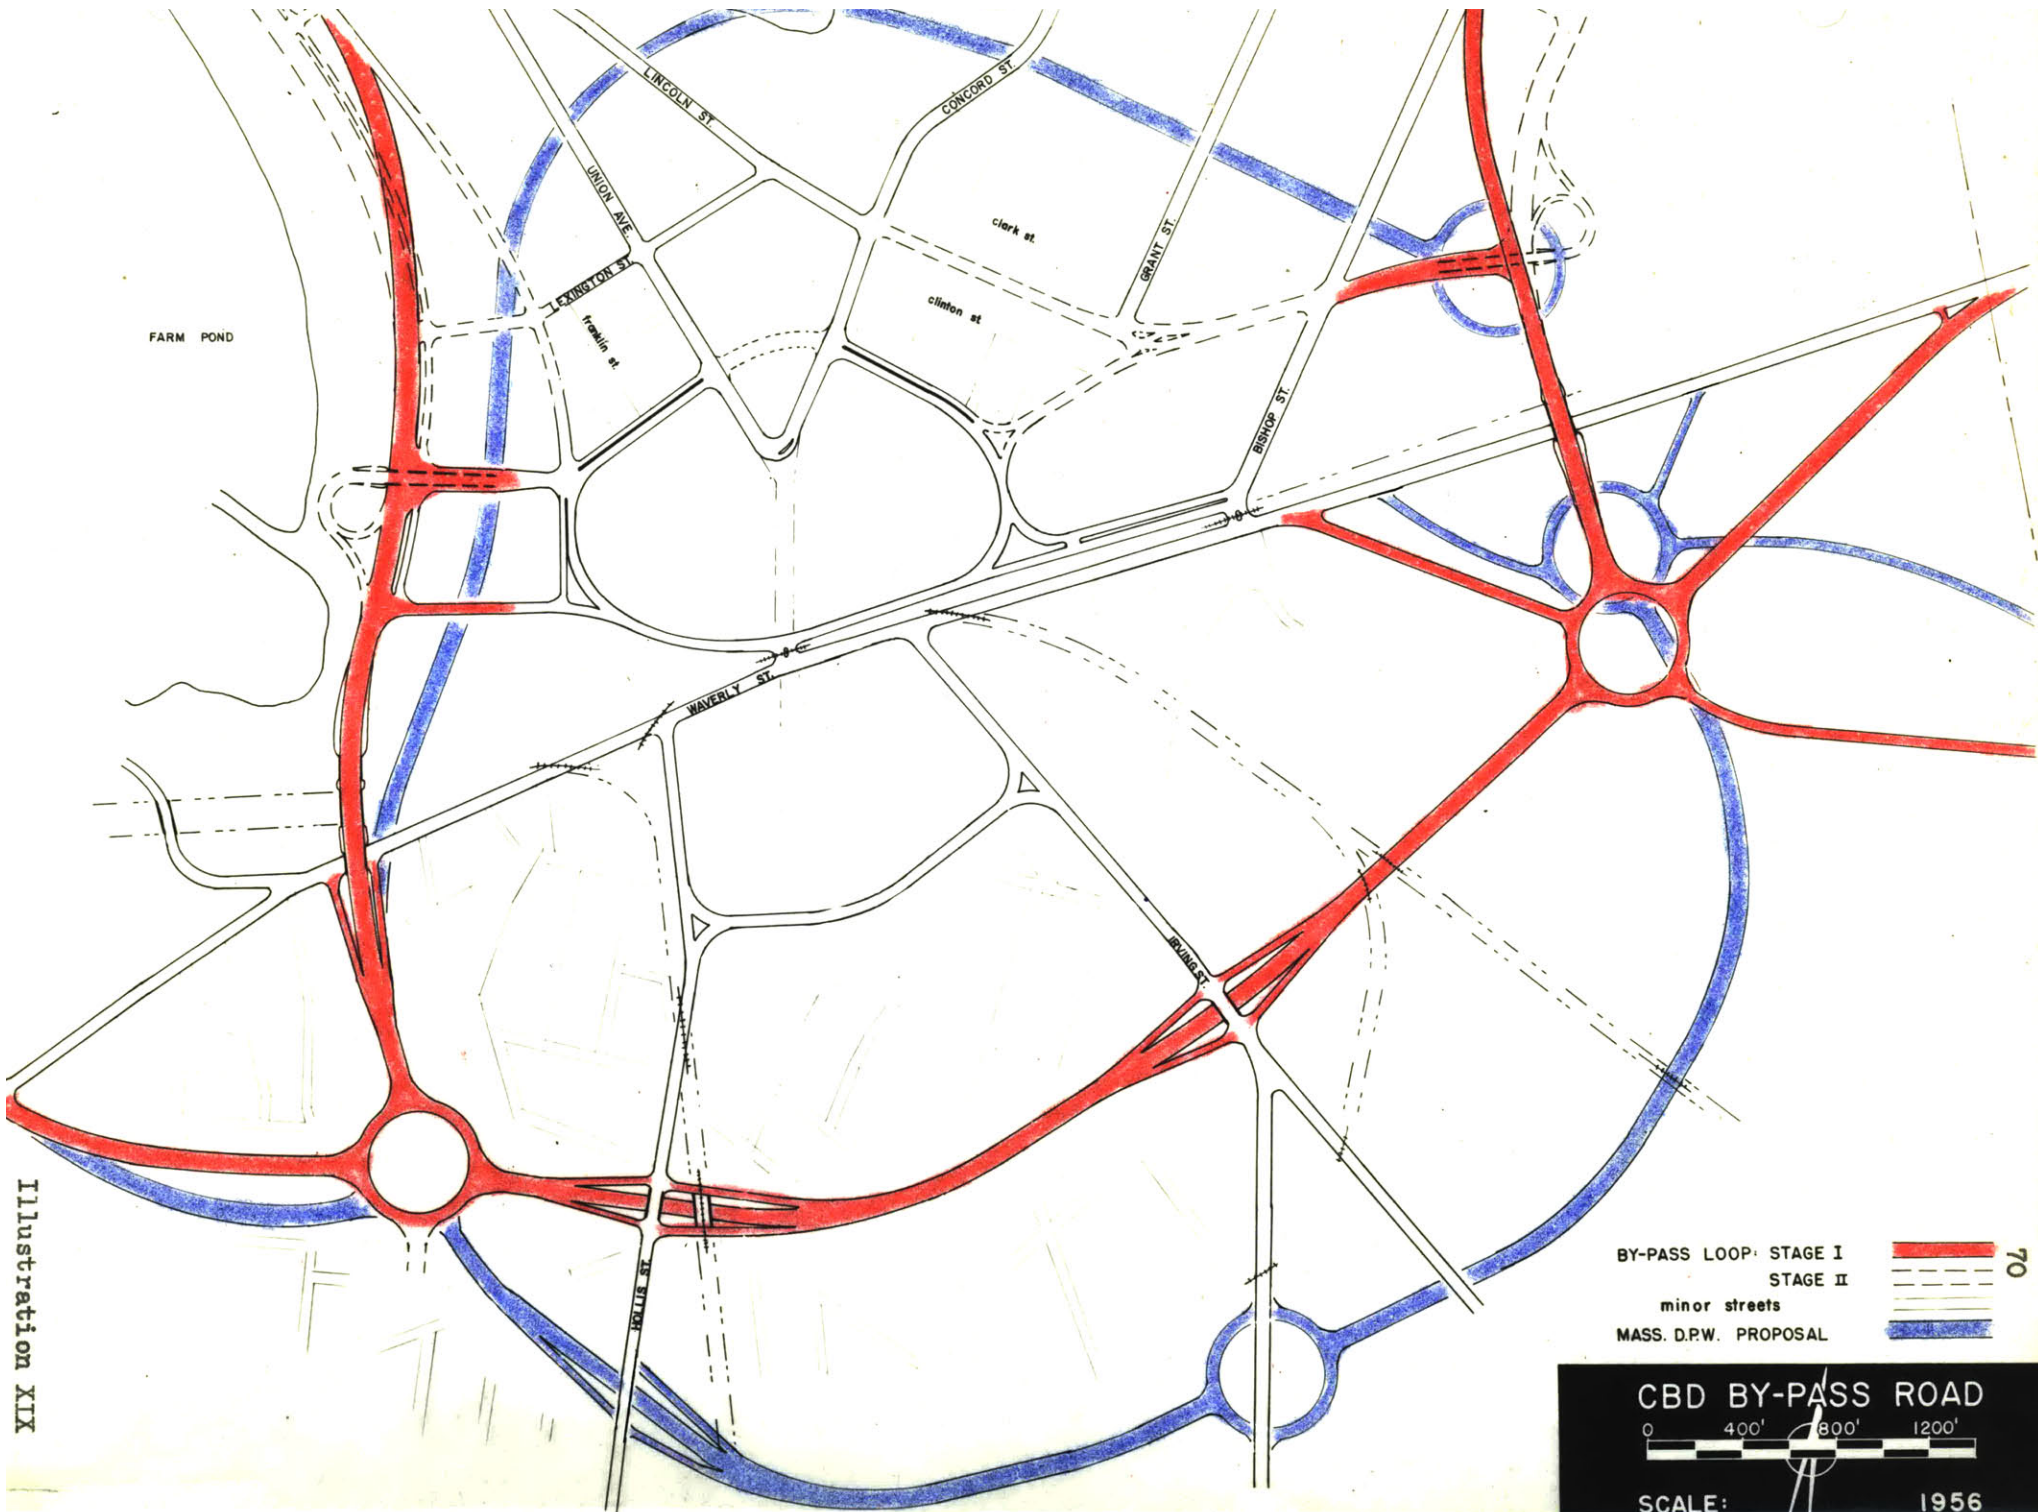 LINCOLN ST.
CONCORD ST.
UNION AVE.
clark st.
GRANT ST.
LEXINGTON ST.
clinton st
franklin st.
FARM POND
BISHOP ST.
WAVERLY ST.
IRVING ST.
HOLLIS ST.
Illustration XIX
70
BY-PASS LOOP: STAGE I
STAGE II
minor streets
MASS. D.P.W. PROPOSAL
CBD BY-PASS ROAD
0 400' 800' 1200'
SCALE: 1956